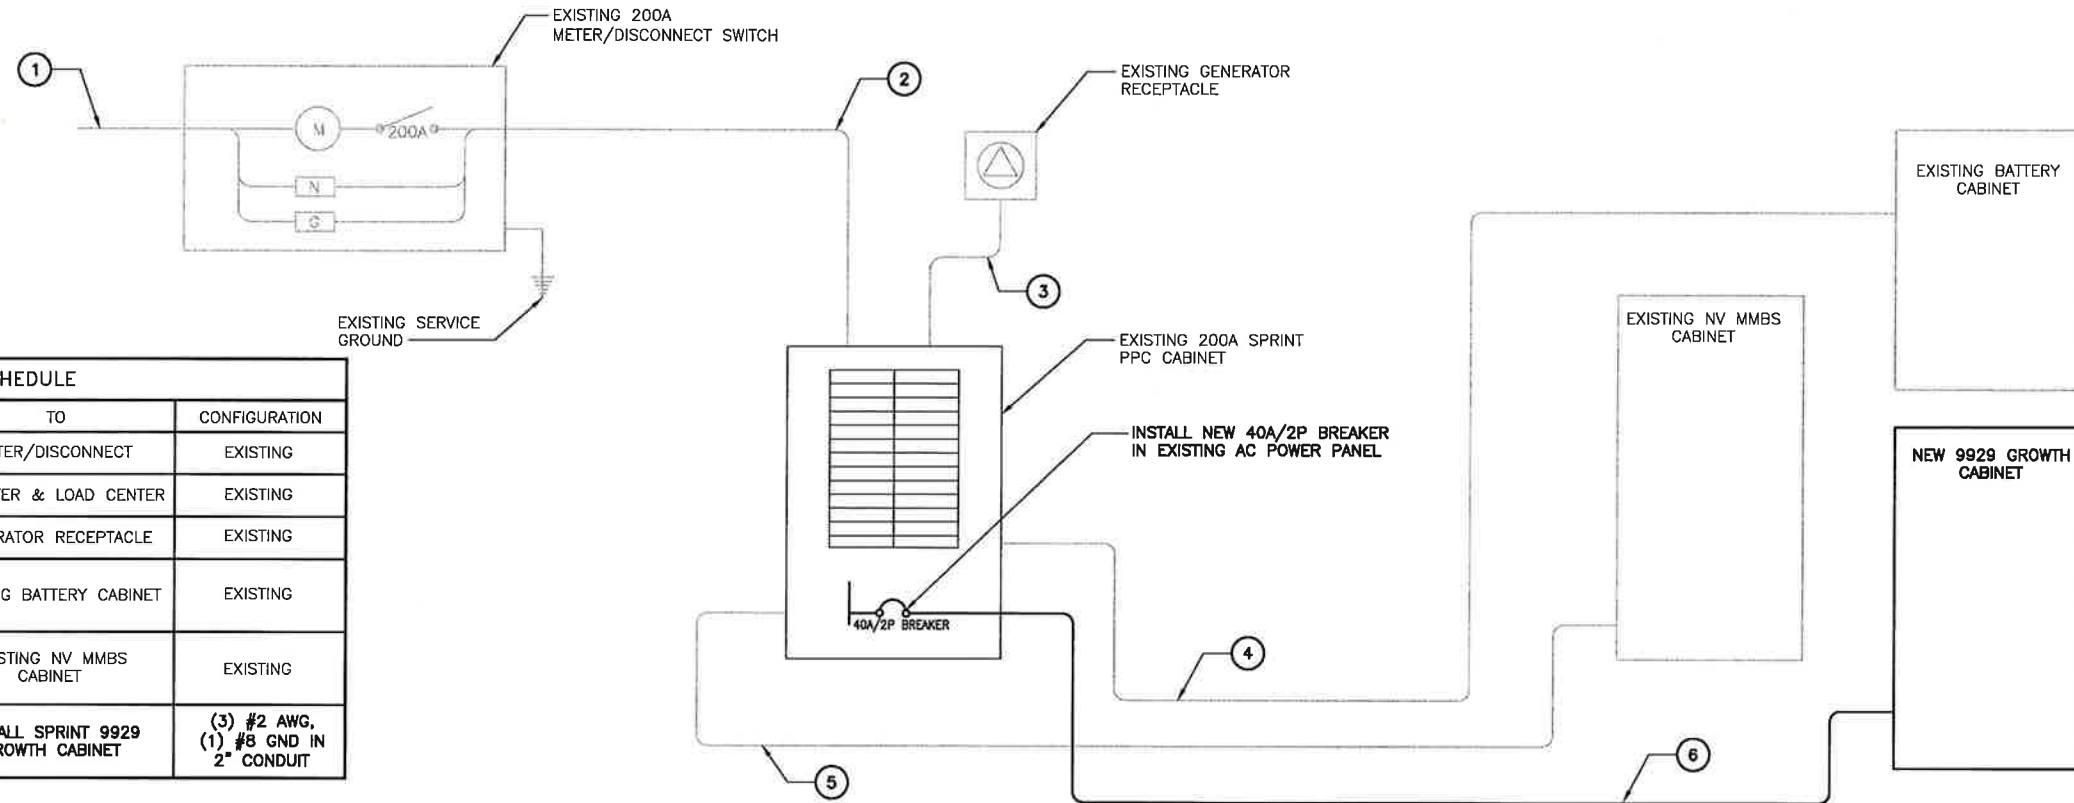 EXISTING 200A
METER/DISCONNECT SWITCH
1
2
M
200A
N
G
EXISTING SERVICE
GROUND
EXISTING GENERATOR
RECEPTACLE
3
EXISTING BATTERY
CABINET
EXISTING NV MMBS
CABINET
EXISTING 200A SPRINT
PPC CABINET
INSTALL NEW 40A/2P BREAKER
IN EXISTING AC POWER PANEL
NEW 9929 GROWTH
CABINET
40A/2P BREAKER
4
5
6
HEDULE
TO
CONFIGURATION
TER/DISCONNECT
EXISTING
TER & LOAD CENTER
EXISTING
RATOR RECEPTACLE
EXISTING
G BATTERY CABINET
EXISTING
STING NV MMBS
CABINET
EXISTING
ALL SPRINT 9929
ROWTH CABINET
(3) #2 AWG,
(1) #8 GND IN
2" CONDUIT